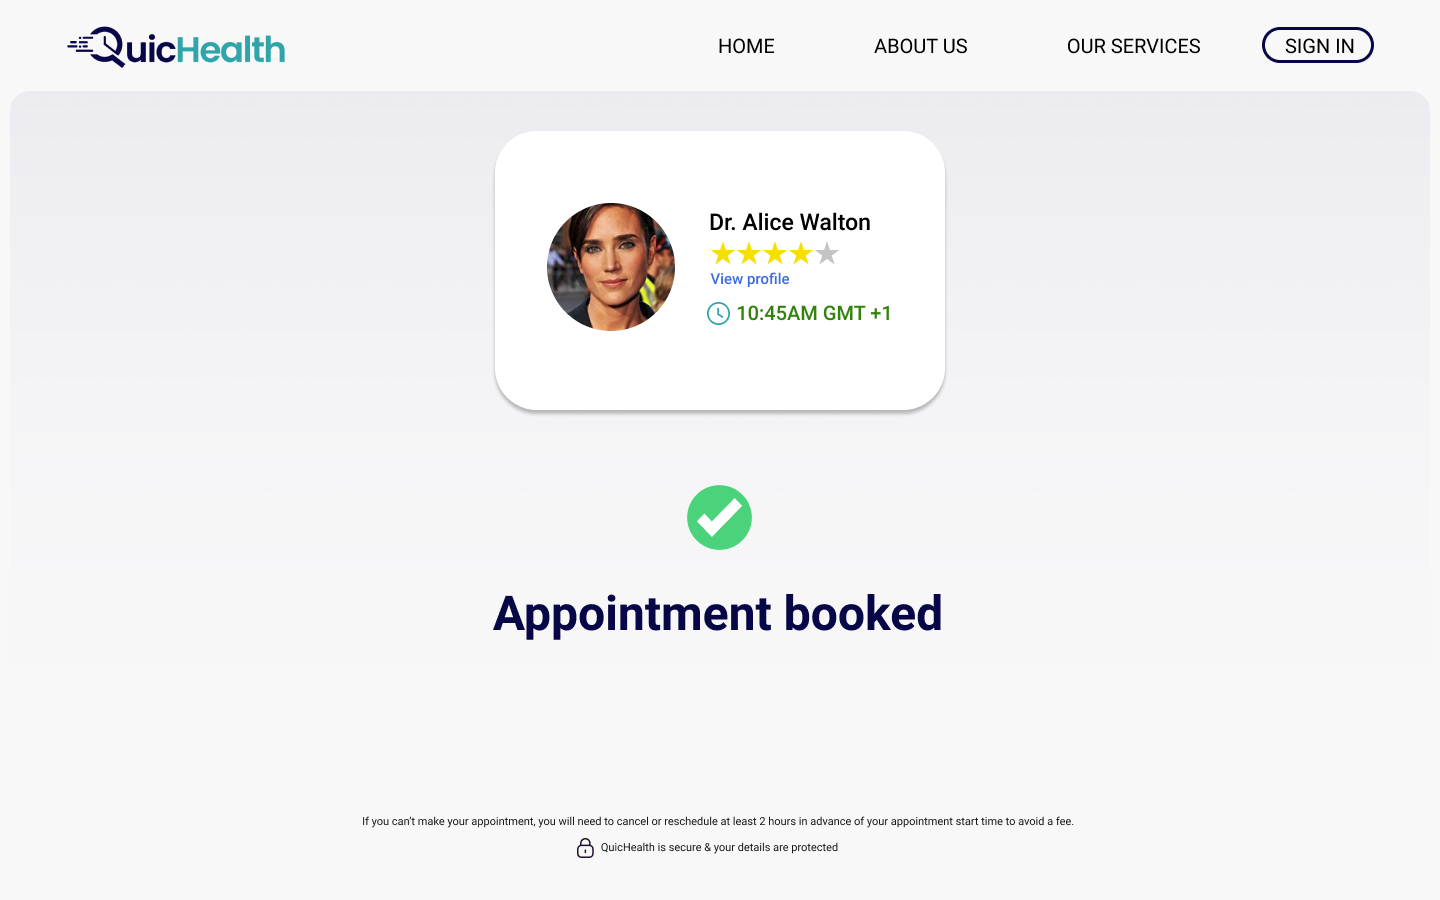 QuicHealth
HOME
ABOUT US
OUR SERVICES
SIGN IN
Dr. Alice Walton
View profile
10:45AM GMT +1
Appointment booked
If you can’t make your appointment, you will need to cancel or reschedule at least 2 hours in advance of your appointment start time to avoid a fee.
QuicHealth is secure & your details are protected